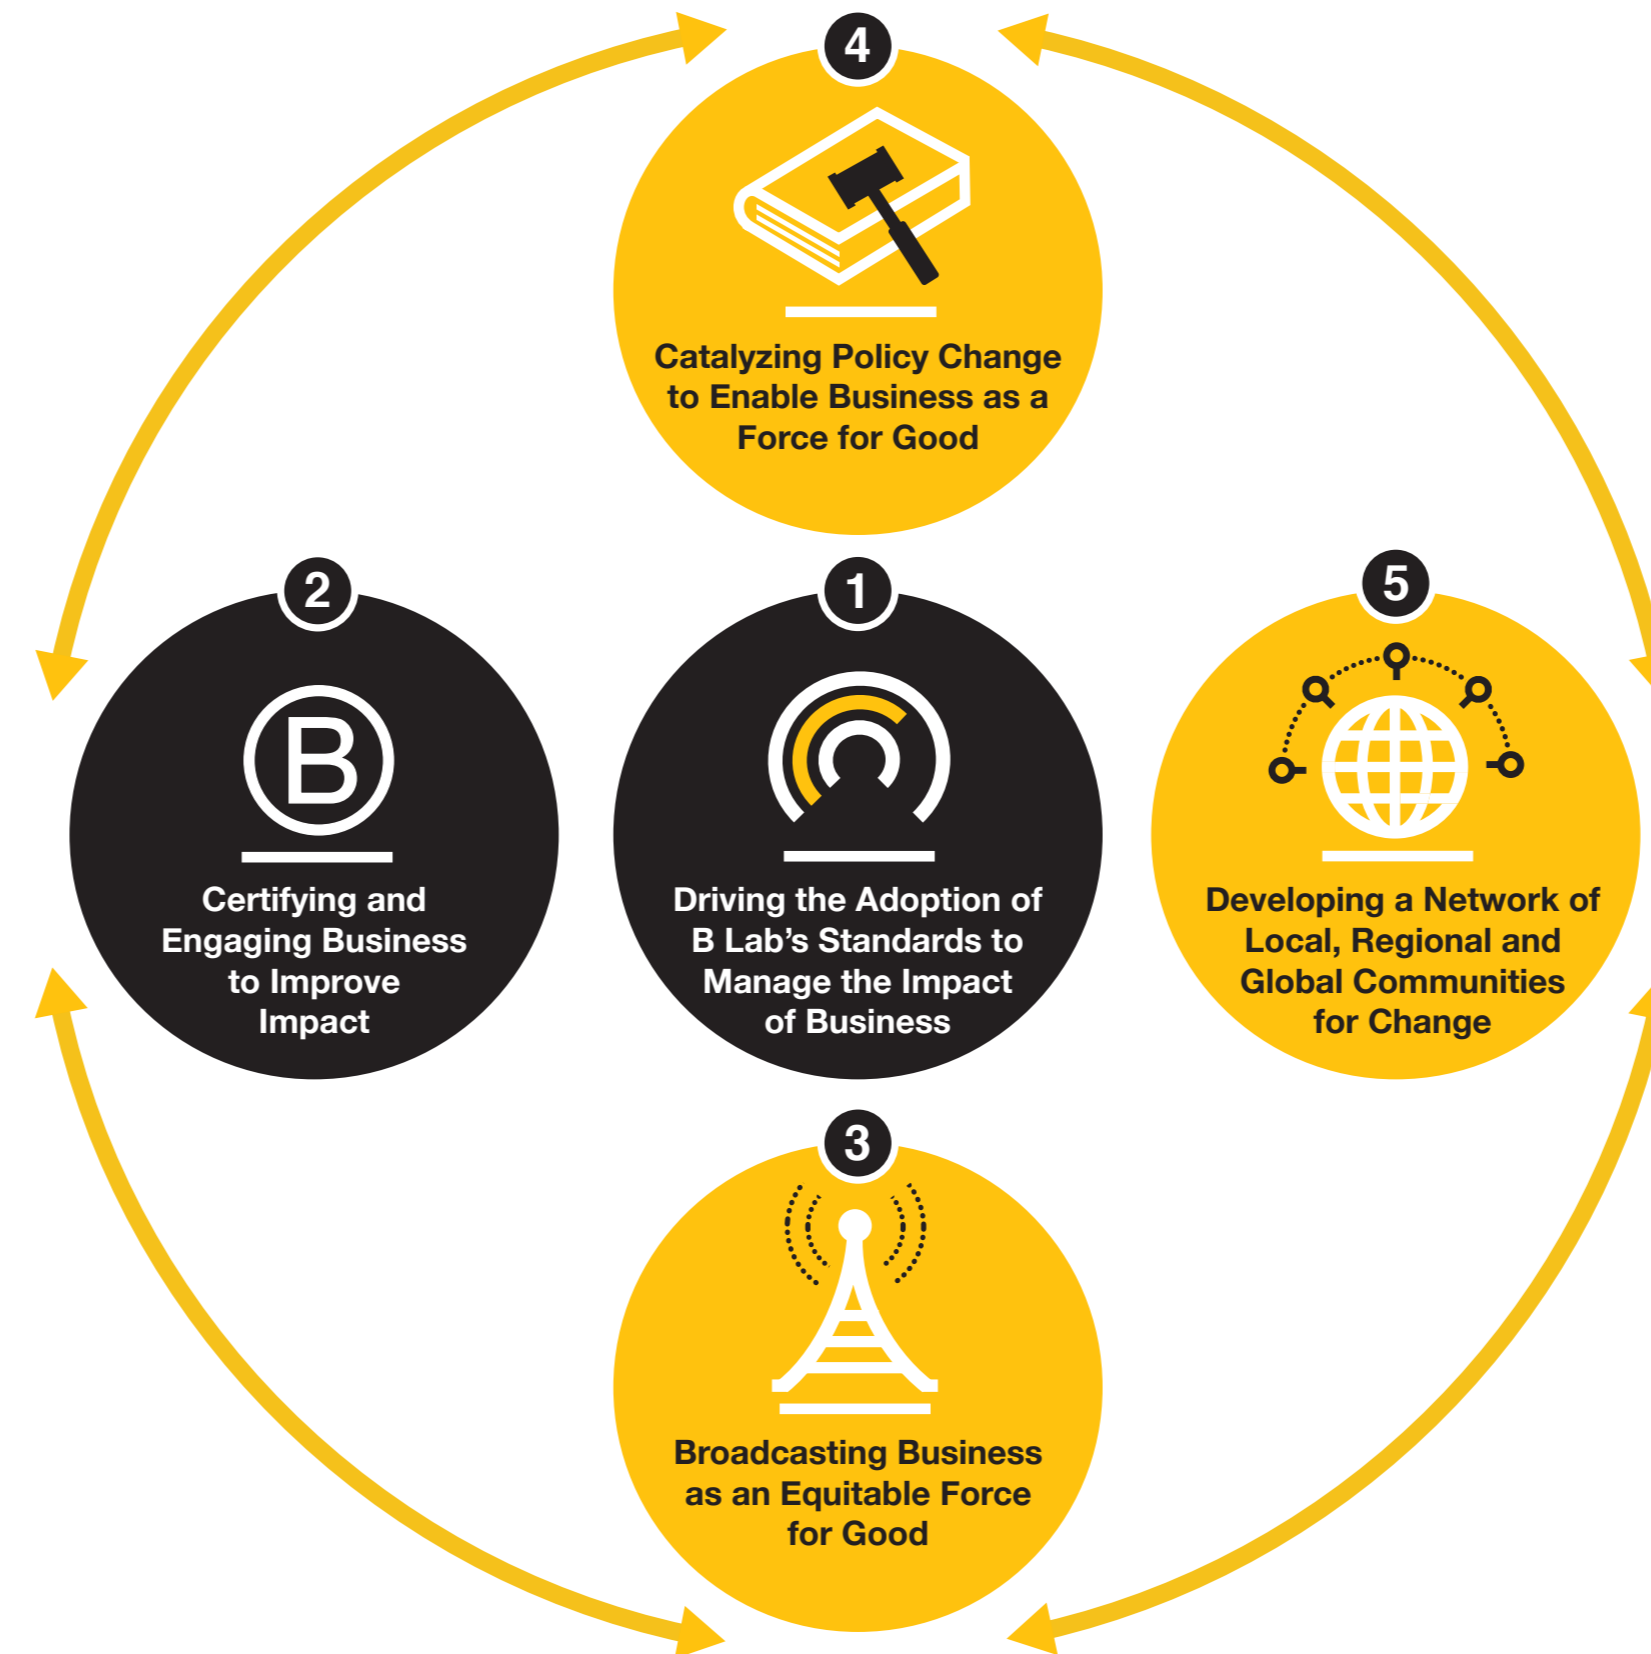 4
Catalyzing Policy Change
to Enable Business as a
Force for Good
2
B
Certifying and
Engaging Business
to Improve
Impact
1
Driving the Adoption of
B Lab’s Standards to
Manage the Impact
of Business
5
Developing a Network of
Local, Regional and
Global Communities
for Change
3
Broadcasting Business
as an Equitable Force
for Good